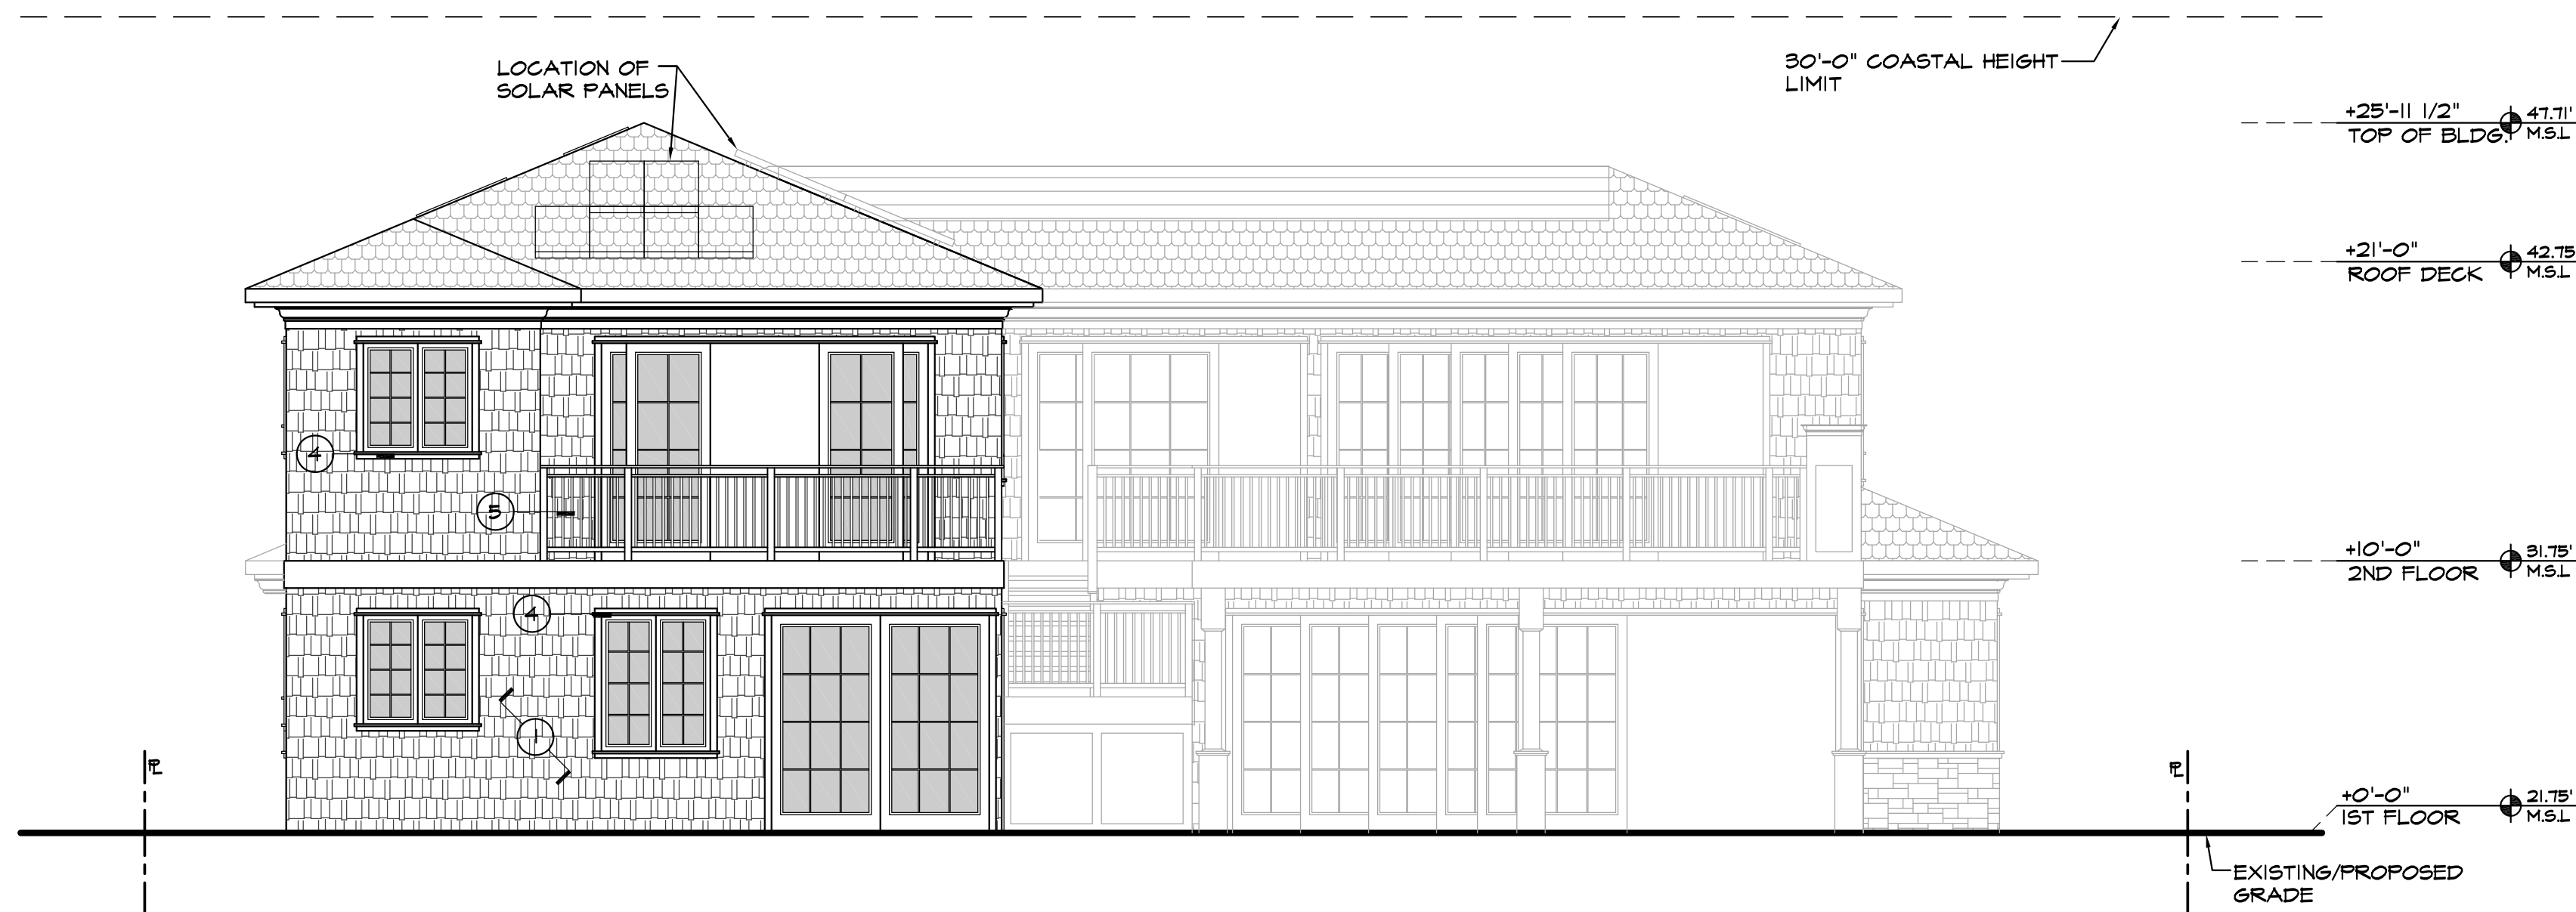 LOCATION OF
SOLAR PANELS
30'-0" COASTAL HEIGHT
LIMIT
+25'-11 1/2"
TOP OF BLDG.
47.71'
M.S.L
+21'-0"
ROOF DECK
42.75
M.S.L
4
5
+10'-0"
2ND FLOOR
31.75'
M.S.L
4
1
PL
PL
+0'-0"
1ST FLOOR
21.75'
M.S.L
EXISTING/PROPOSED
GRADE